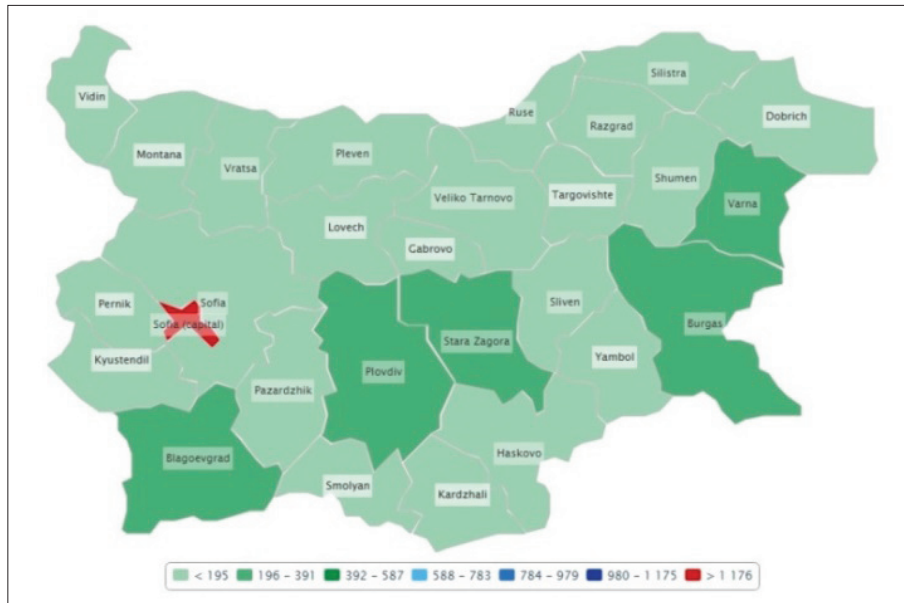 Vidin
Montana
Vratsa
Pleven
Ruse
Silistra
Razgrad
Dobrich
Veliko Tarnovo
Targovishte
Shumen
Varna
Lovech
Gabrovo
Pernik
Sofia
Sofia (capital)
Kyustendil
Pazardzhik
Plovdiv
Stara Zagora
Sliven
Yambol
Burgas
Blagoevgrad
Smolyan
Kardzhali
Haskovo
< 195 196 – 391 392 – 587 588 – 783 784 – 979 980 – 1 175 > 1 176